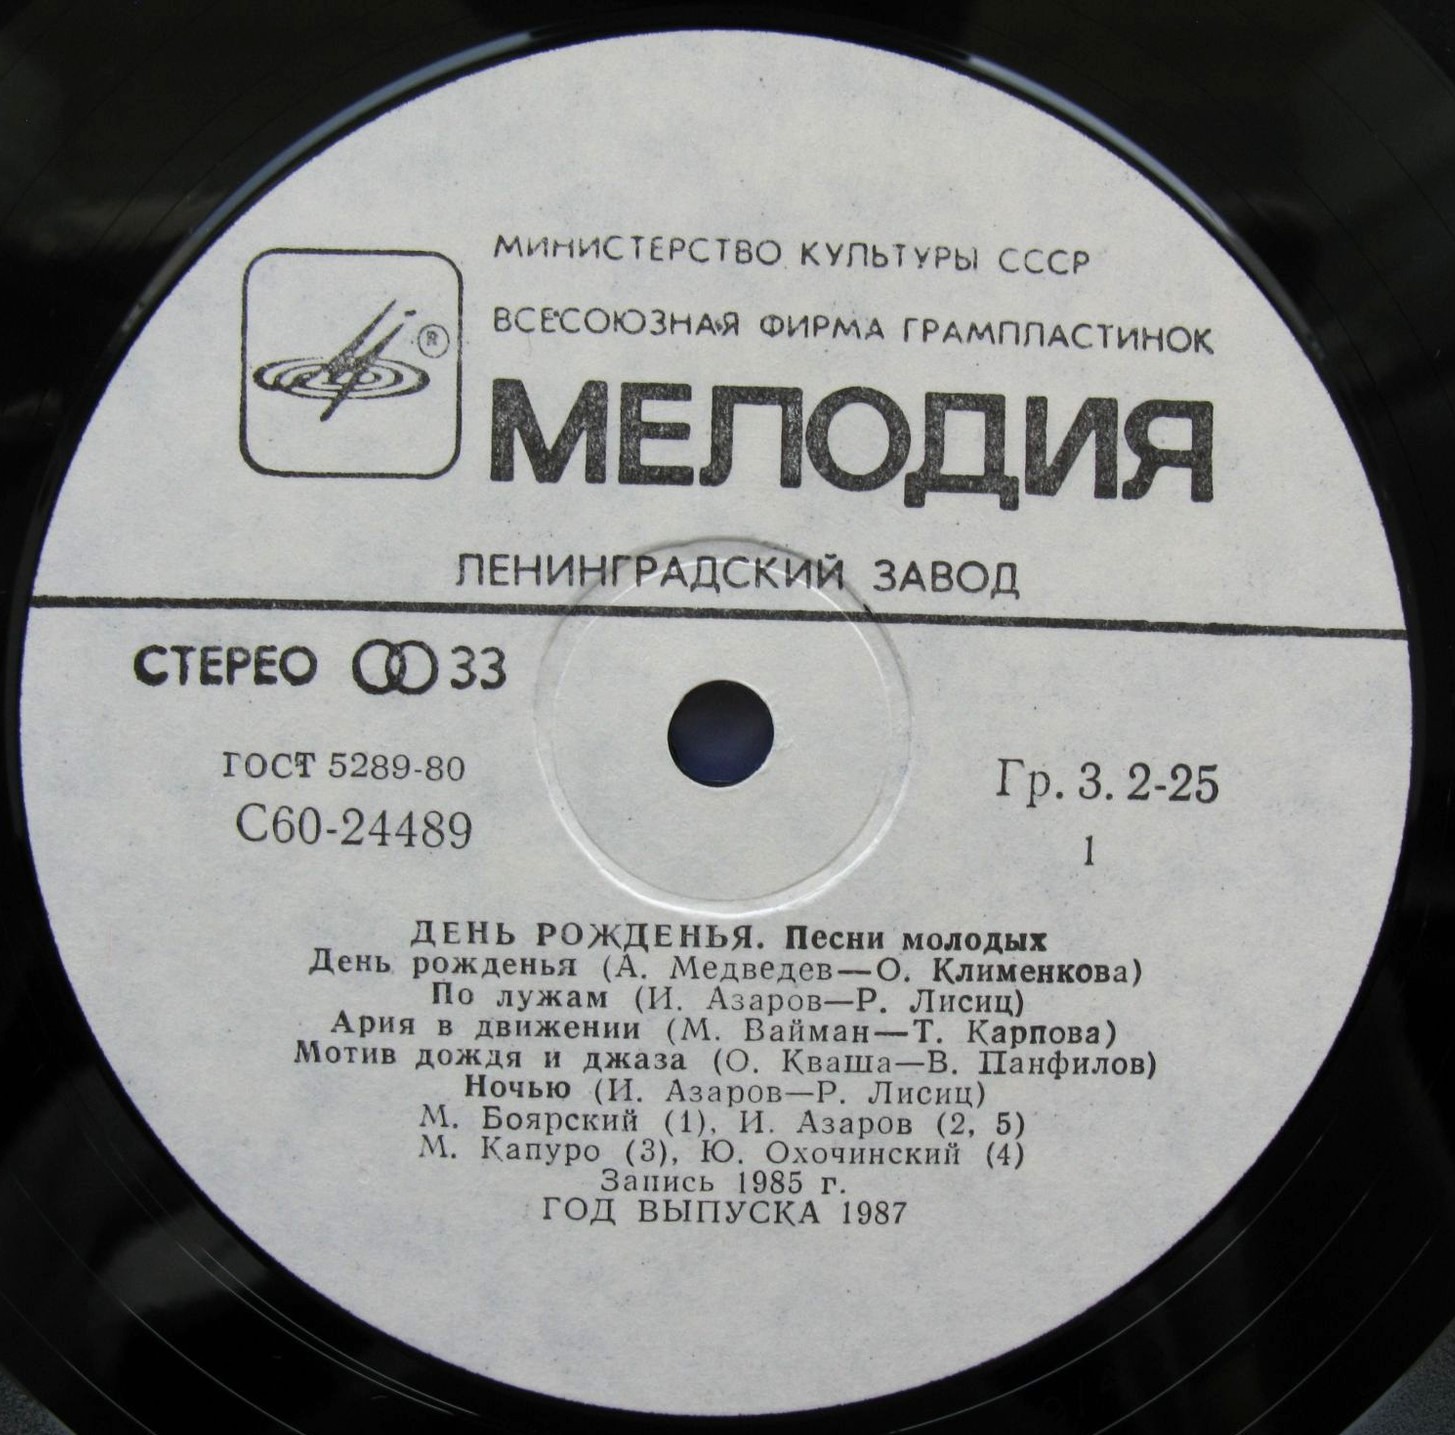 МИНИСТЕРСТВО КУЛЬТУРЫ СССР
ВСЕСОЮЗНАЯ ФИРМА ГРАМПЛАСТИНОК
®
МЕЛОДИЯ
ЛЕНИНГРАДСКИЙ ЗАВОД
СТЕРЕО 33
ГОСТ 5289-80
С60-24489
Гр. 3. 2-25
1
ДЕНЬ РОЖДЕНЬЯ. Песни молодых
День рожденья (А. Медведев—О. Клименкова)
По лужам (И. Азаров—Р. Лисиц)
Ария в движении (М. Вайман—Т. Карпова)
Мотив дождя и джаза (О. Кваша—В. Панфилов)
Ночью (И. Азаров—Р. Лисиц)
М. Боярский (1), И. Азаров (2, 5)
М. Капуро (3), Ю. Охочинский (4)
Запись 1985 г.
ГОД ВЫПУСКА 1987